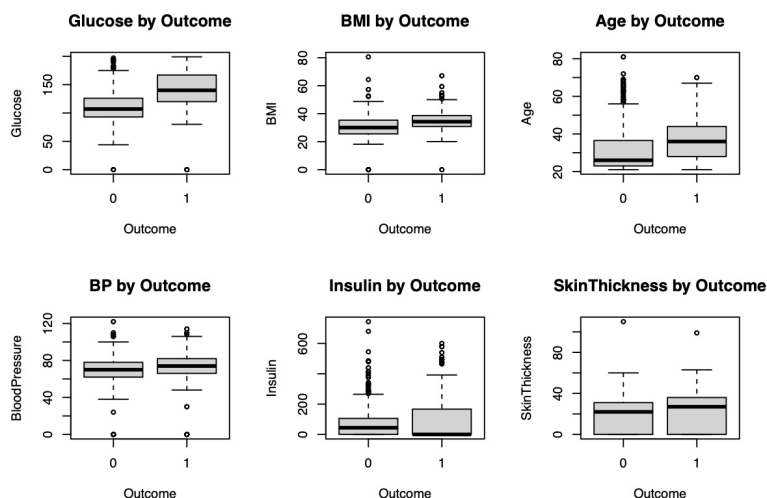 Glucose by Outcome
Glucose
0
50
150
0
1
Outcome
BMI by Outcome
BMI
0
20
40
60
80
0
1
Outcome
Age by Outcome
Age
20
40
60
80
0
1
Outcome
BP by Outcome
BloodPressure
0
40
80
120
0
1
Outcome
Insulin by Outcome
Insulin
0
200
600
0
1
Outcome
SkinThickness by Outcome
SkinThickness
0
40
80
0
1
Outcome